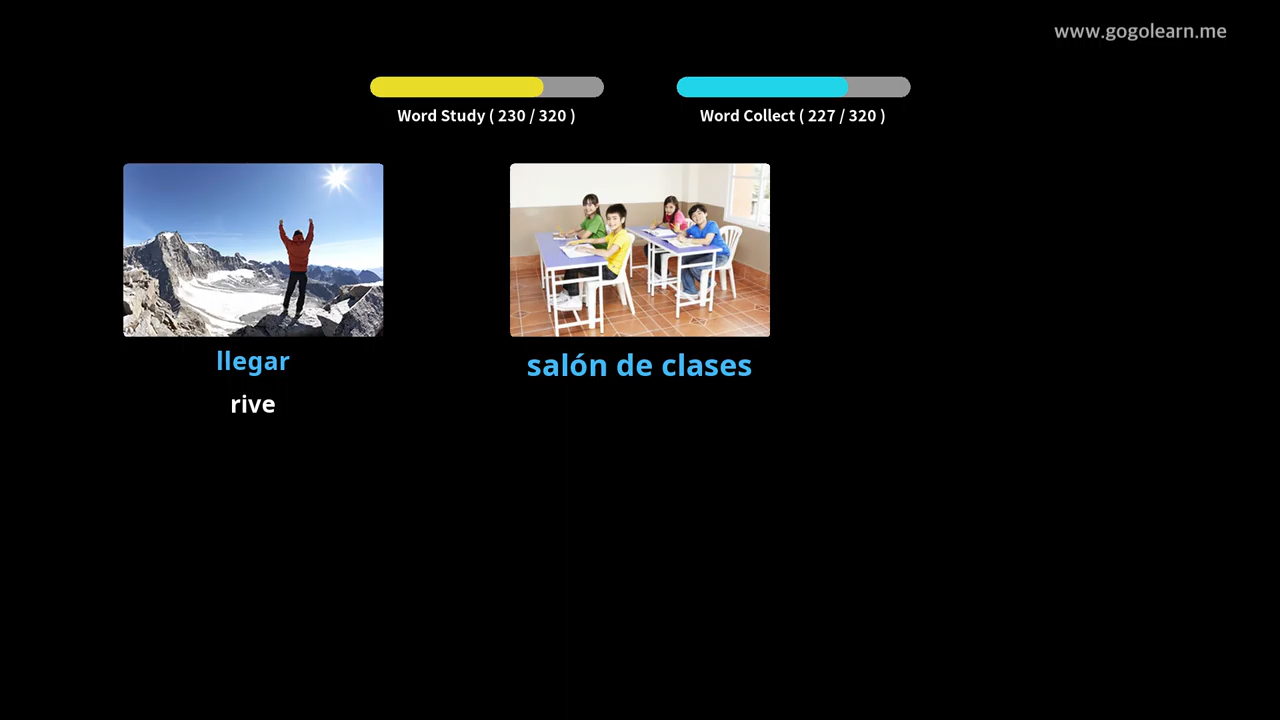 www.gogolearn.me
Word Study ( 230 / 320 )
Word Collect ( 227 / 320 )
llegar
rive
salón de clases